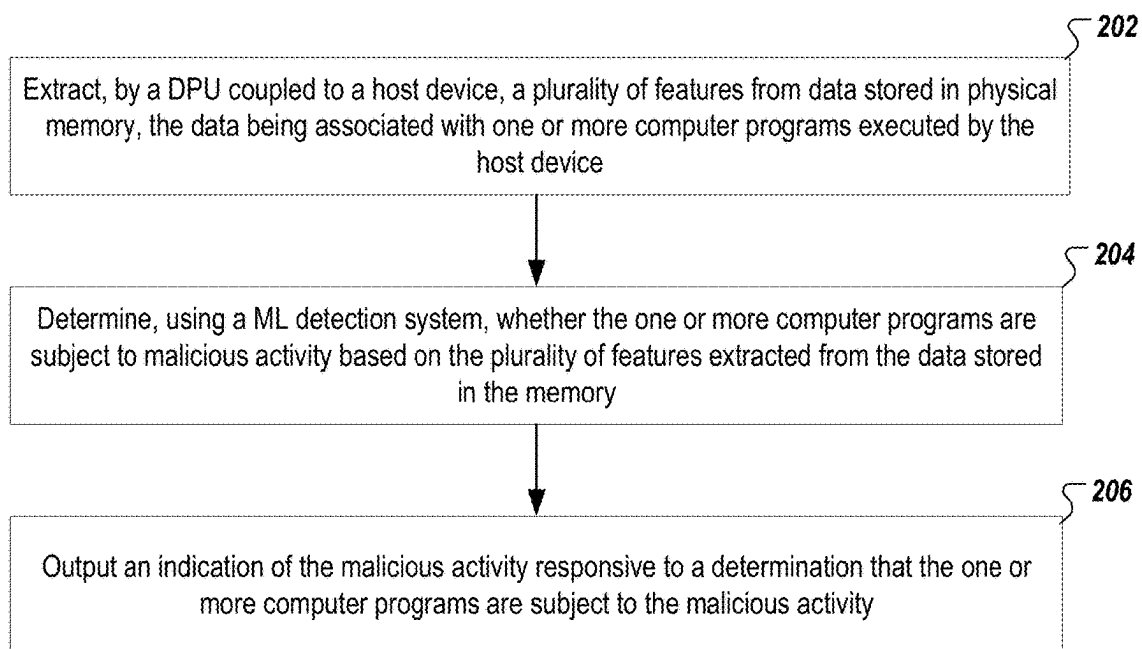 202
Extract, by a DPU coupled to a host device, a plurality of features from data stored in physical
memory, the data being associated with one or more computer programs executed by the
host device
204
Determine, using a ML detection system, whether the one or more computer programs are
subject to malicious activity based on the plurality of features extracted from the data stored
in the memory
206
Output an indication of the malicious activity responsive to a determination that the one or
more computer programs are subject to the malicious activity